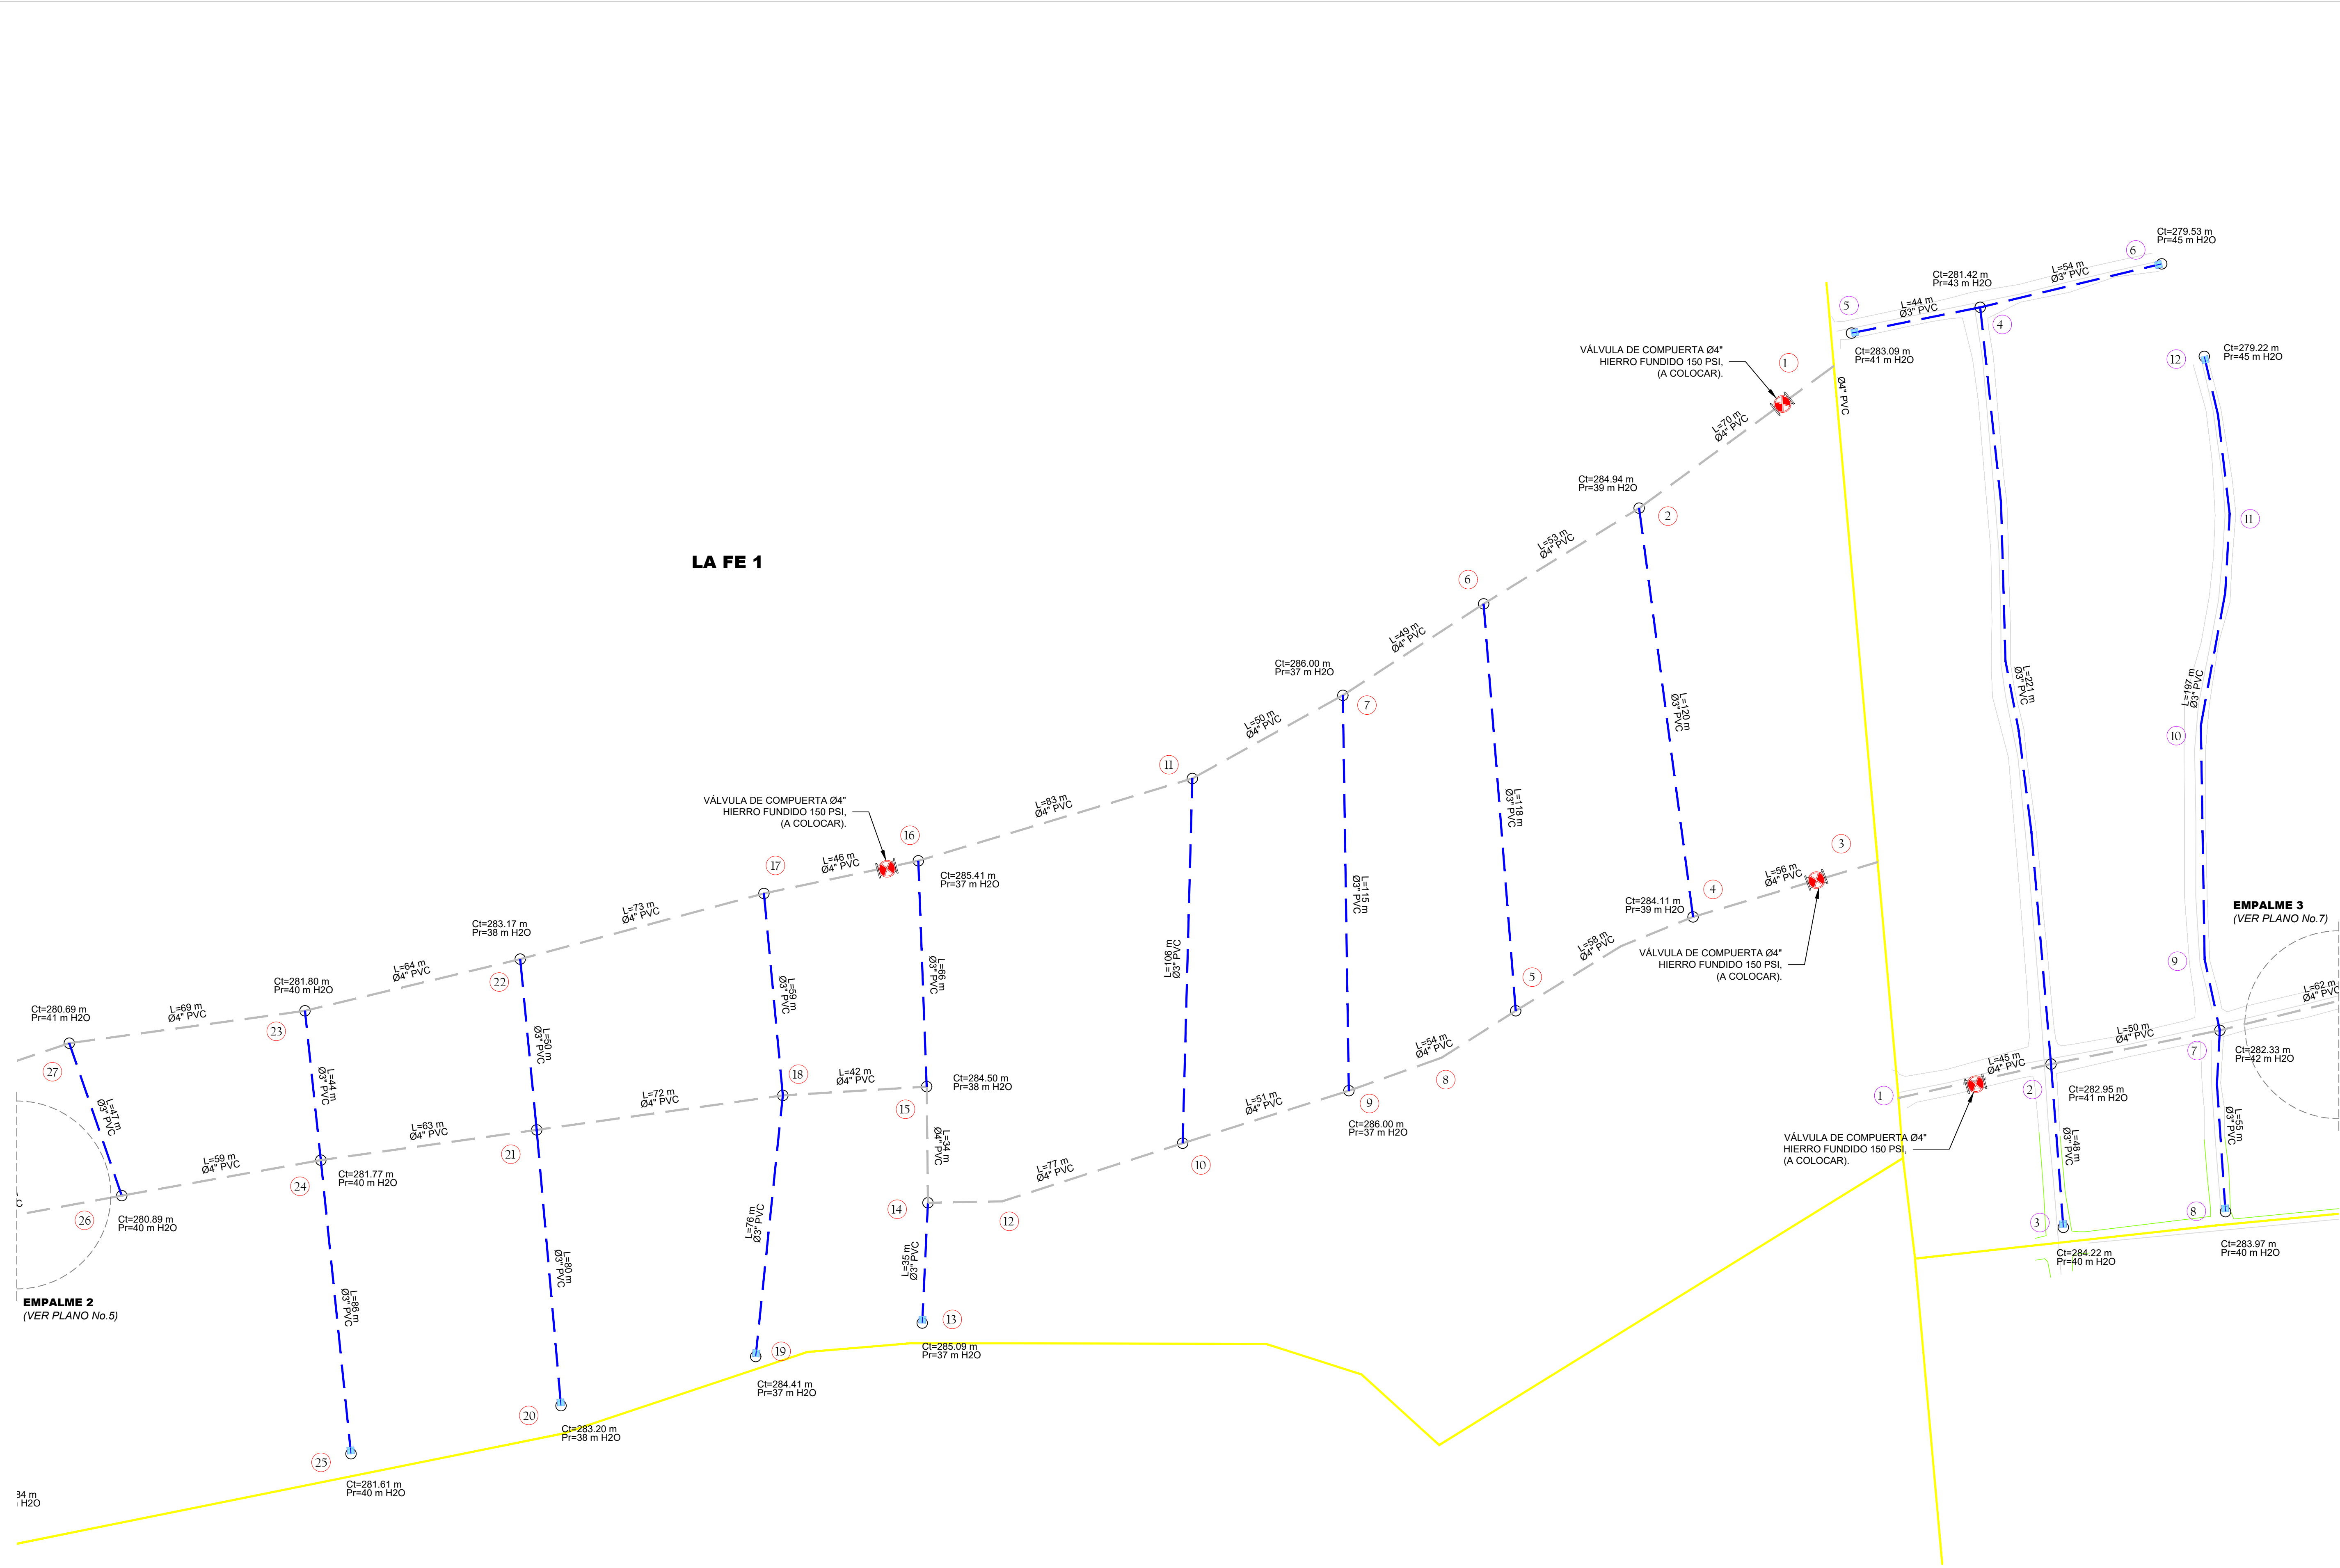 Ct=279.53 m
Pr=45 m H2O
6
L=54 m
Ø3" PVC
Ct=281.42 m
Pr=43 m H2O
5
L=44 m
Ø3" PVC
4
Ct=283.09 m
Pr=41 m H2O
12
Ct=279.22 m
Pr=45 m H2O
VÁLVULA DE COMPUERTA Ø4"
HIERRO FUNDIDO 150 PSI,
(A COLOCAR).
1
Ø4" PVC
L=70 m
Ø4" PVC
Ct=284.94 m
Pr=39 m H2O
2
11
L=53 m
Ø4" PVC
LA FE 1
6
L=49 m
Ø4" PVC
Ct=286.00 m
Pr=37 m H2O
7
L=120 m
Ø3" PVC
L=221 m
Ø3" PVC
L=197 m
Ø3" PVC
10
L=50 m
Ø4" PVC
11
L=118 m
Ø3" PVC
VÁLVULA DE COMPUERTA Ø4"
HIERRO FUNDIDO 150 PSI,
(A COLOCAR).
L=83 m
Ø4" PVC
16
17
L=46 m
Ø4" PVC
Ct=285.41 m
Pr=37 m H2O
L=115 m
Ø3" PVC
3
L=56 m
Ø4" PVC
4
Ct=284.11 m
Pr=39 m H2O
EMPALME 3
(VER PLANO No.7)
L=73 m
Ø4" PVC
Ct=283.17 m
Pr=38 m H2O
L=58 m
Ø4" PVC
VÁLVULA DE COMPUERTA Ø4"
HIERRO FUNDIDO 150 PSI,
(A COLOCAR).
L=106 m
Ø3" PVC
9
L=64 m
Ø4" PVC
22
L=66 m
Ø3" PVC
5
Ct=281.80 m
Pr=40 m H2O
L=59 m
Ø3" PVC
L=62 m
Ø4" PVC
Ct=280.69 m
Pr=41 m H2O
L=69 m
Ø4" PVC
23
L=50 m
Ø3" PVC
L=54 m
Ø4" PVC
L=50 m
Ø4" PVC
7
Ct=282.33 m
Pr=42 m H2O
27
L=44 m
Ø3" PVC
18
L=42 m
Ø4" PVC
Ct=284.50 m
Pr=38 m H2O
8
L=45 m
Ø4" PVC
1
2
Ct=282.95 m
Pr=41 m H2O
L=47 m
Ø3" PVC
L=63 m
Ø4" PVC
L=72 m
Ø4" PVC
15
L=51 m
Ø4" PVC
9
Ct=286.00 m
Pr=37 m H2O
L=34 m
Ø4" PVC
L=55 m
Ø3" PVC
L=59 m
Ø4" PVC
21
L=77 m
Ø4" PVC
10
VÁLVULA DE COMPUERTA Ø4"
HIERRO FUNDIDO 150 PSI,
(A COLOCAR).
L=48 m
Ø3" PVC
24
Ct=281.77 m
Pr=40 m H2O
C
26
Ct=280.89 m
Pr=40 m H2O
14
12
3
8
L=76 m
Ø3" PVC
L=35 m
Ø3" PVC
Ct=284.22 m
Pr=40 m H2O
Ct=283.97 m
Pr=40 m H2O
EMPALME 2
(VER PLANO No.5)
L=86 m
Ø3" PVC
L=80 m
Ø3" PVC
13
Ct=285.09 m
Pr=37 m H2O
19
Ct=284.41 m
Pr=37 m H2O
20
Ct=283.20 m
Pr=38 m H2O
25
Ct=281.61 m
Pr=40 m H2O
84 m
H2O